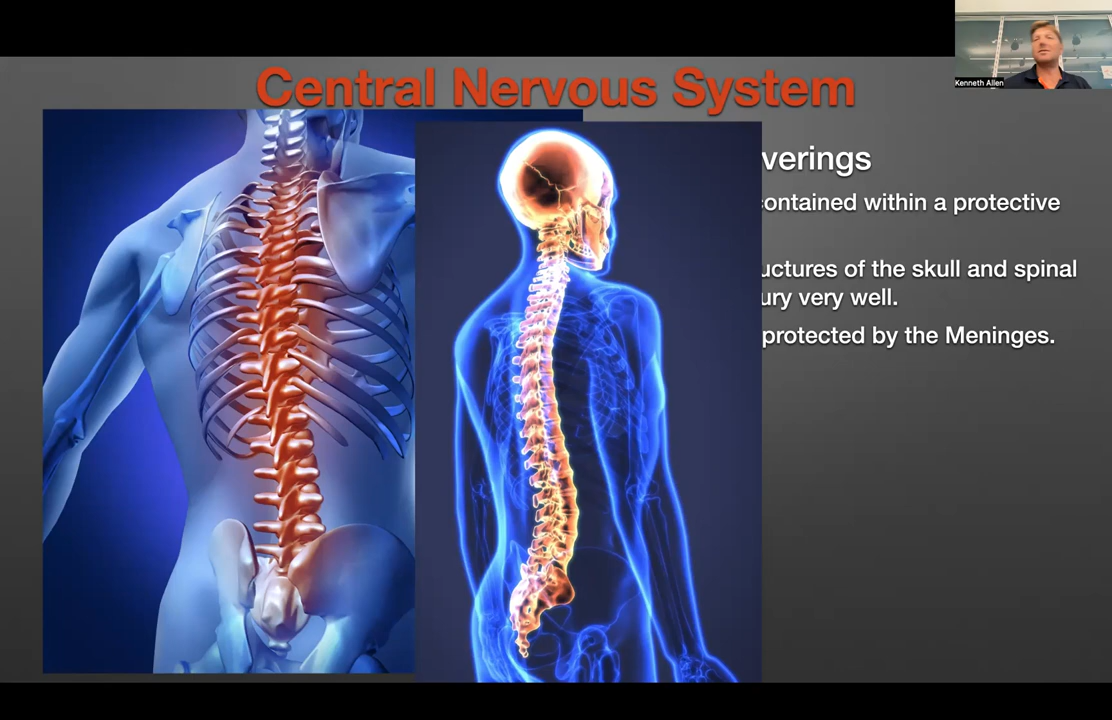 Kenneth Allen
Central Nervous System
verings
contained within a protective
uctures of the skull and spinal
ury very well.
protected by the Meninges.